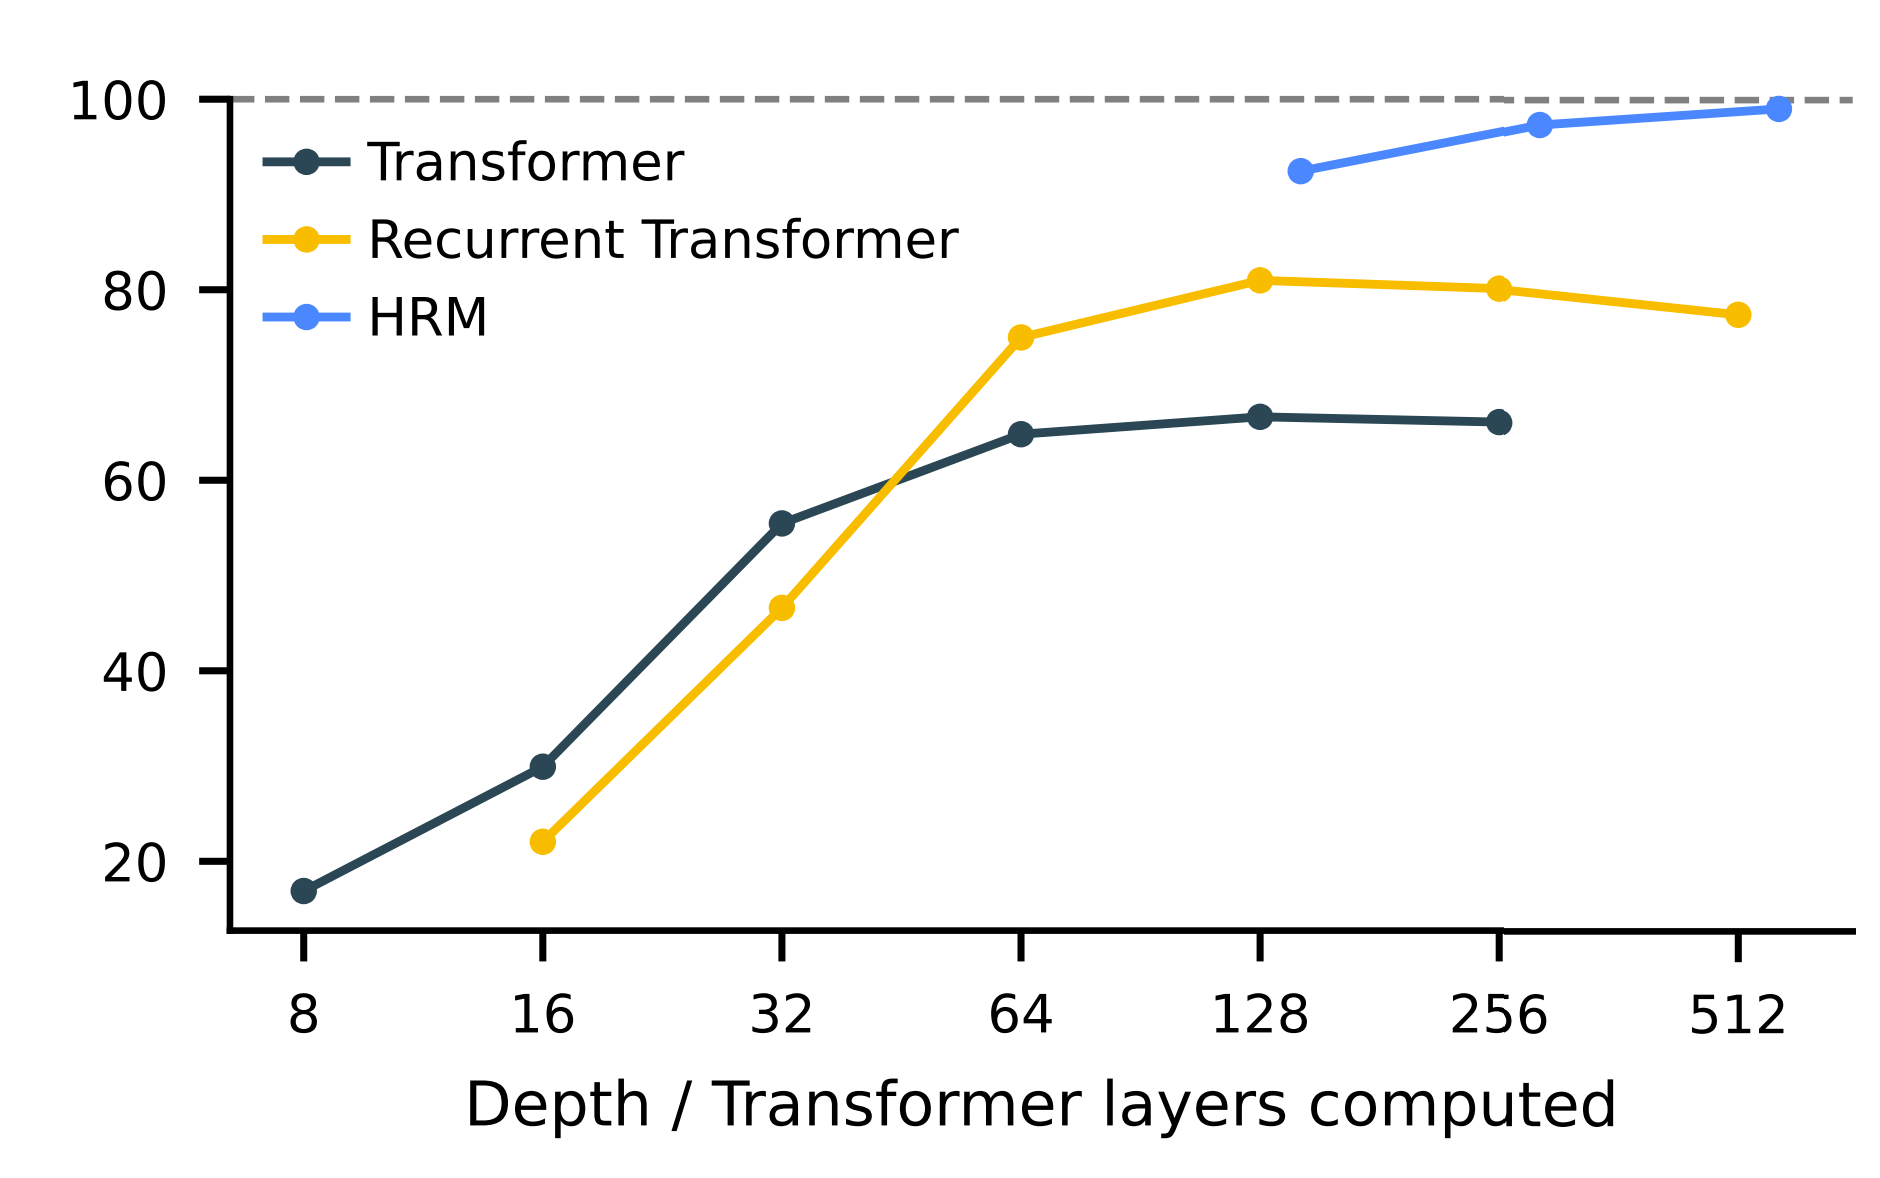 100
80
60
40
20
Transformer
Recurrent Transformer
HRM
8 16 32 64 128 256 512
Depth / Transformer layers computed